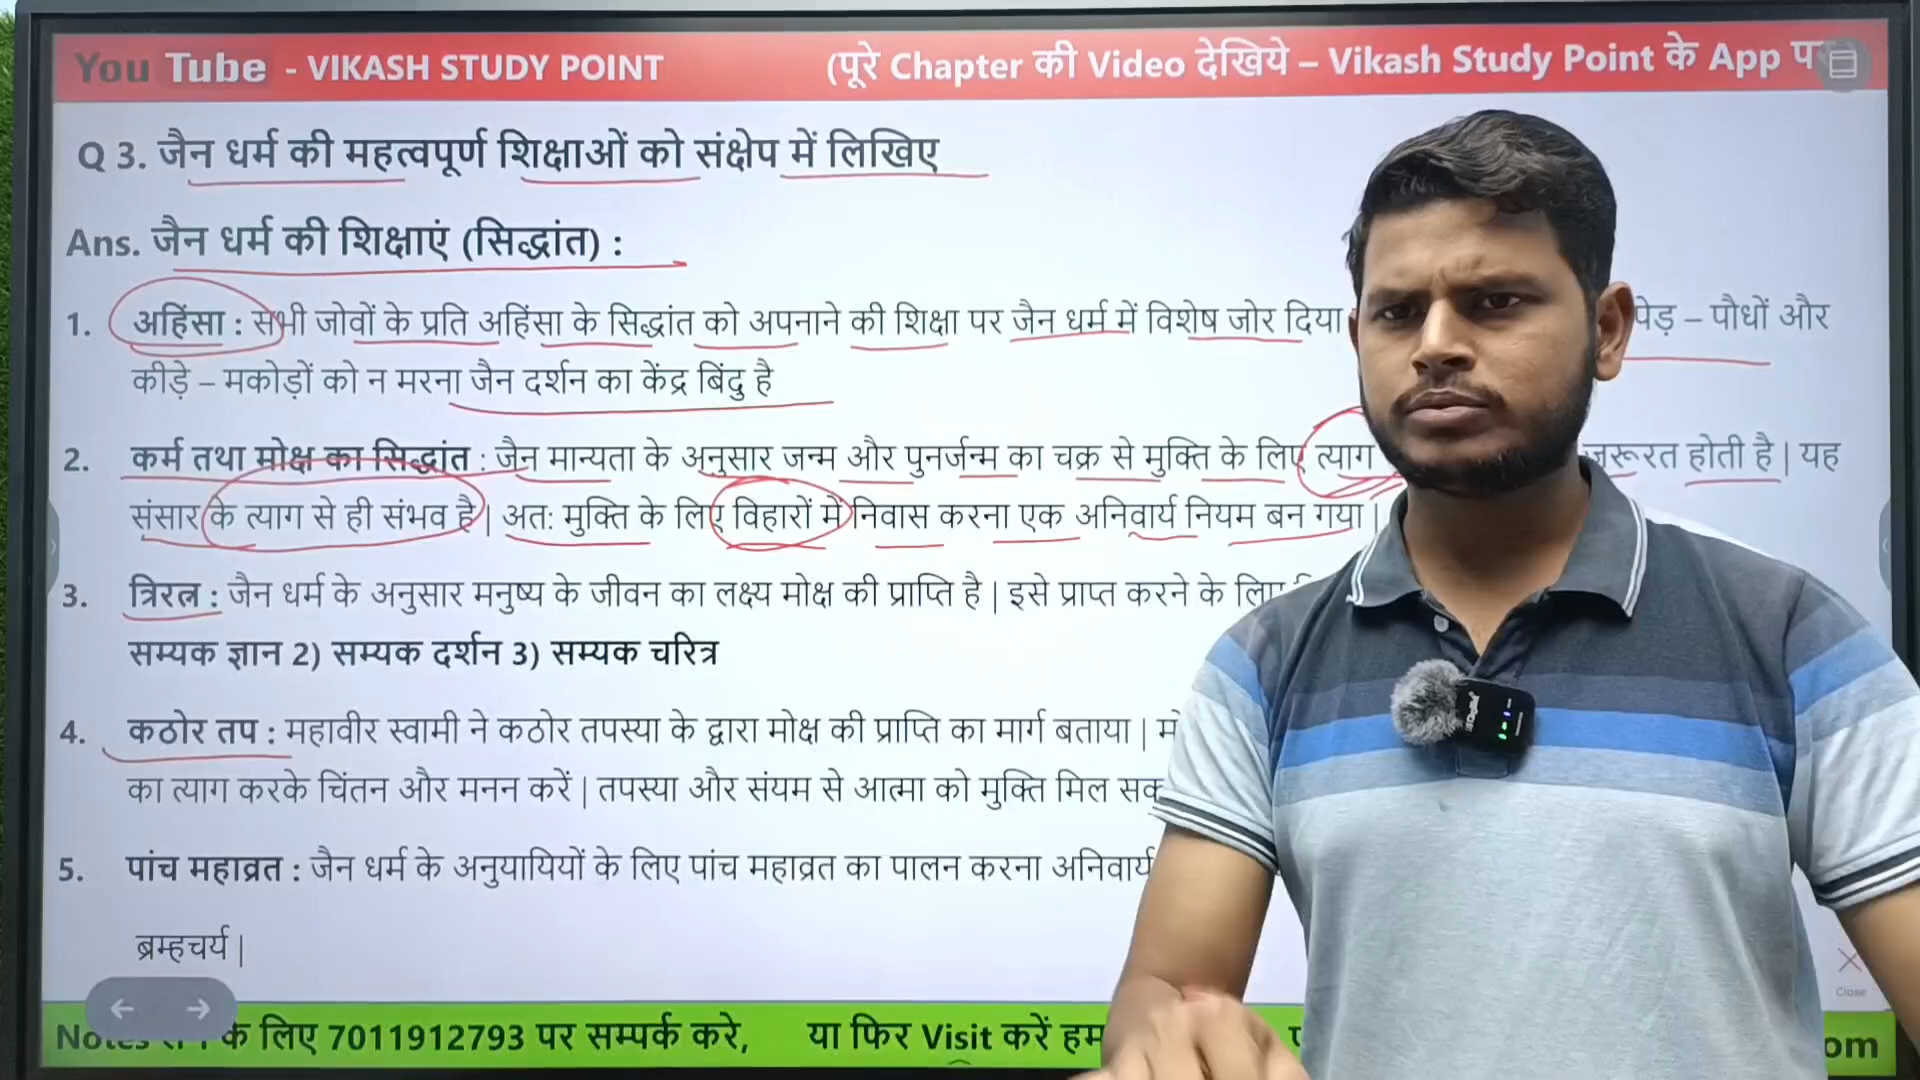 You Tube - VIKASH STUDY POINT (पूरे Chapter की Video देखिये – Vikash Study Point के App
Q 3. जैन धर्म की महत्वपूर्ण शिक्षाओं को संक्षेप में लिखिए
Ans. जैन धर्म की शिक्षाएं (सिद्धांत) :
1. अहिंसा : सभी जोवों के प्रति अहिंसा के सिद्धांत को अपनाने की शिक्षा पर जैन धर्म में विशेष जोर दिया पेड़ – पौधों और
कीड़े – मकोड़ों को न मरना जैन दर्शन का केंद्र बिंदु है
2. कर्म तथा मोक्ष का सिद्धांत : जैन मान्यता के अनुसार जन्म और पुनर्जन्म का चक्र से मुक्ति के लिए त्याग जरूरत होती है | यह
संसार के त्याग से ही संभव है | अत: मुक्ति के लिए विहारों में निवास करना एक अनिवार्य नियम बन गया |
3. त्रिरत्न : जैन धर्म के अनुसार मनुष्य के जीवन का लक्ष्य मोक्ष की प्राप्ति है | इसे प्राप्त करने के लिए
सम्यक ज्ञान 2) सम्यक दर्शन 3) सम्यक चरित्र
4. कठोर तप : महावीर स्वामी ने कठोर तपस्या के द्वारा मोक्ष की प्राप्ति का मार्ग बताया |
का त्याग करके चिंतन और मनन करें | तपस्या और संयम से आत्मा को मुक्ति मिल
5. पांच महाव्रत : जैन धर्म के अनुयायियों के लिए पांच महाव्रत का पालन करना अनिवार्य
ब्रम्हचर्य |
Close
के लिए 7011912793 पर सम्पर्क करे, या फिर Visit करें om